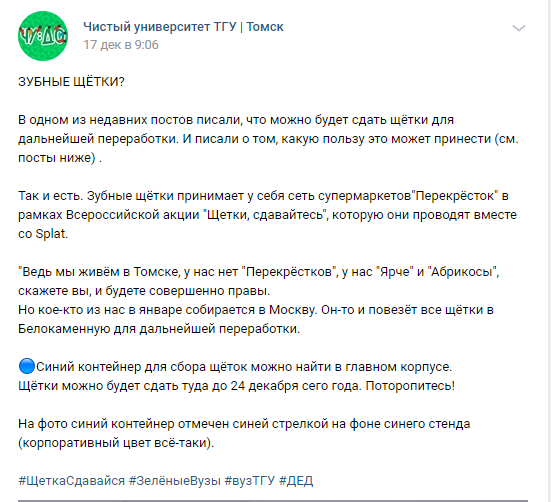 ЧУ:ДО
Чистый университет ТГУ | Томск
17 дек в 9:06
ЗУБНЫЕ ЩЁТКИ?
В одном из недавних постов писали, что можно будет сдать щётки для
дальнейшей переработки. И писали о том, какую пользу это может принести (см.
посты ниже) .
Так и есть. Зубные щётки принимает у себя сеть супермаркетов"Перекрёсток" в
рамках Всероссийской акции "Щетки, сдавайтесь", которую они проводят вместе
со Splat.
"Ведь мы живём в Томске, у нас нет "Перекрёстков", у нас "Ярче" и "Абрикосы",
скажете вы, и будете совершенно правы.
Но кое-кто из нас в январе собирается в Москву. Он-то и повезёт все щётки в
Белокаменную для дальнейшей переработки.
Синий контейнер для сбора щёток можно найти в главном корпусе.
Щётки можно будет сдать туда до 24 декабря сего года. Поторопитесь!
На фото синий контейнер отмечен синей стрелкой на фоне синего стенда
(корпоративный цвет всё-таки).
#ЩеткаСдавайся #ЗелёныеВузы #вузТГУ #ДЕД